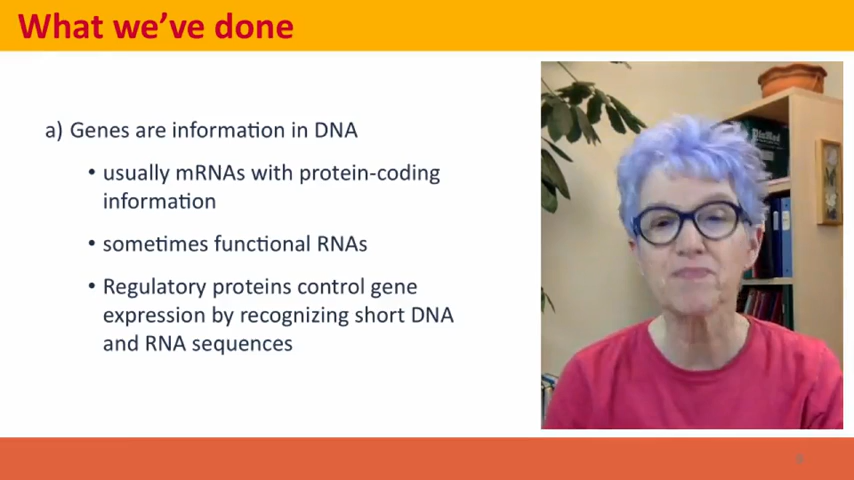 What we've done
a) Genes are information in DNA
• usually mRNAs with protein-coding
information
• sometimes functional RNAs
• Regulatory proteins control gene
expression by recognizing short DNA
and RNA sequences